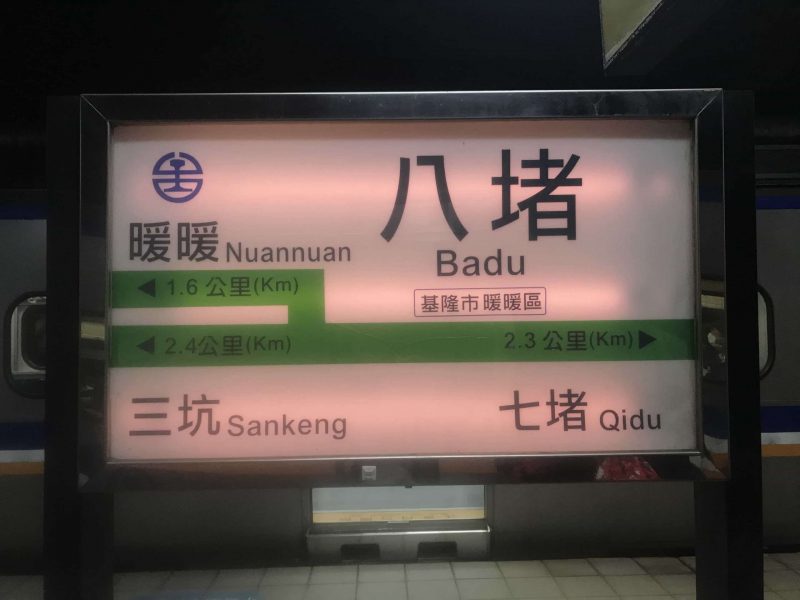 八堵
Badu
基隆市 暖暖區
暖暖 Nuannuan
◀ 1.6 公里(Km)
◀ 2.4公里(Km)
2.3 公里(Km) ▶
三坑 Sankeng
七堵 Qidu